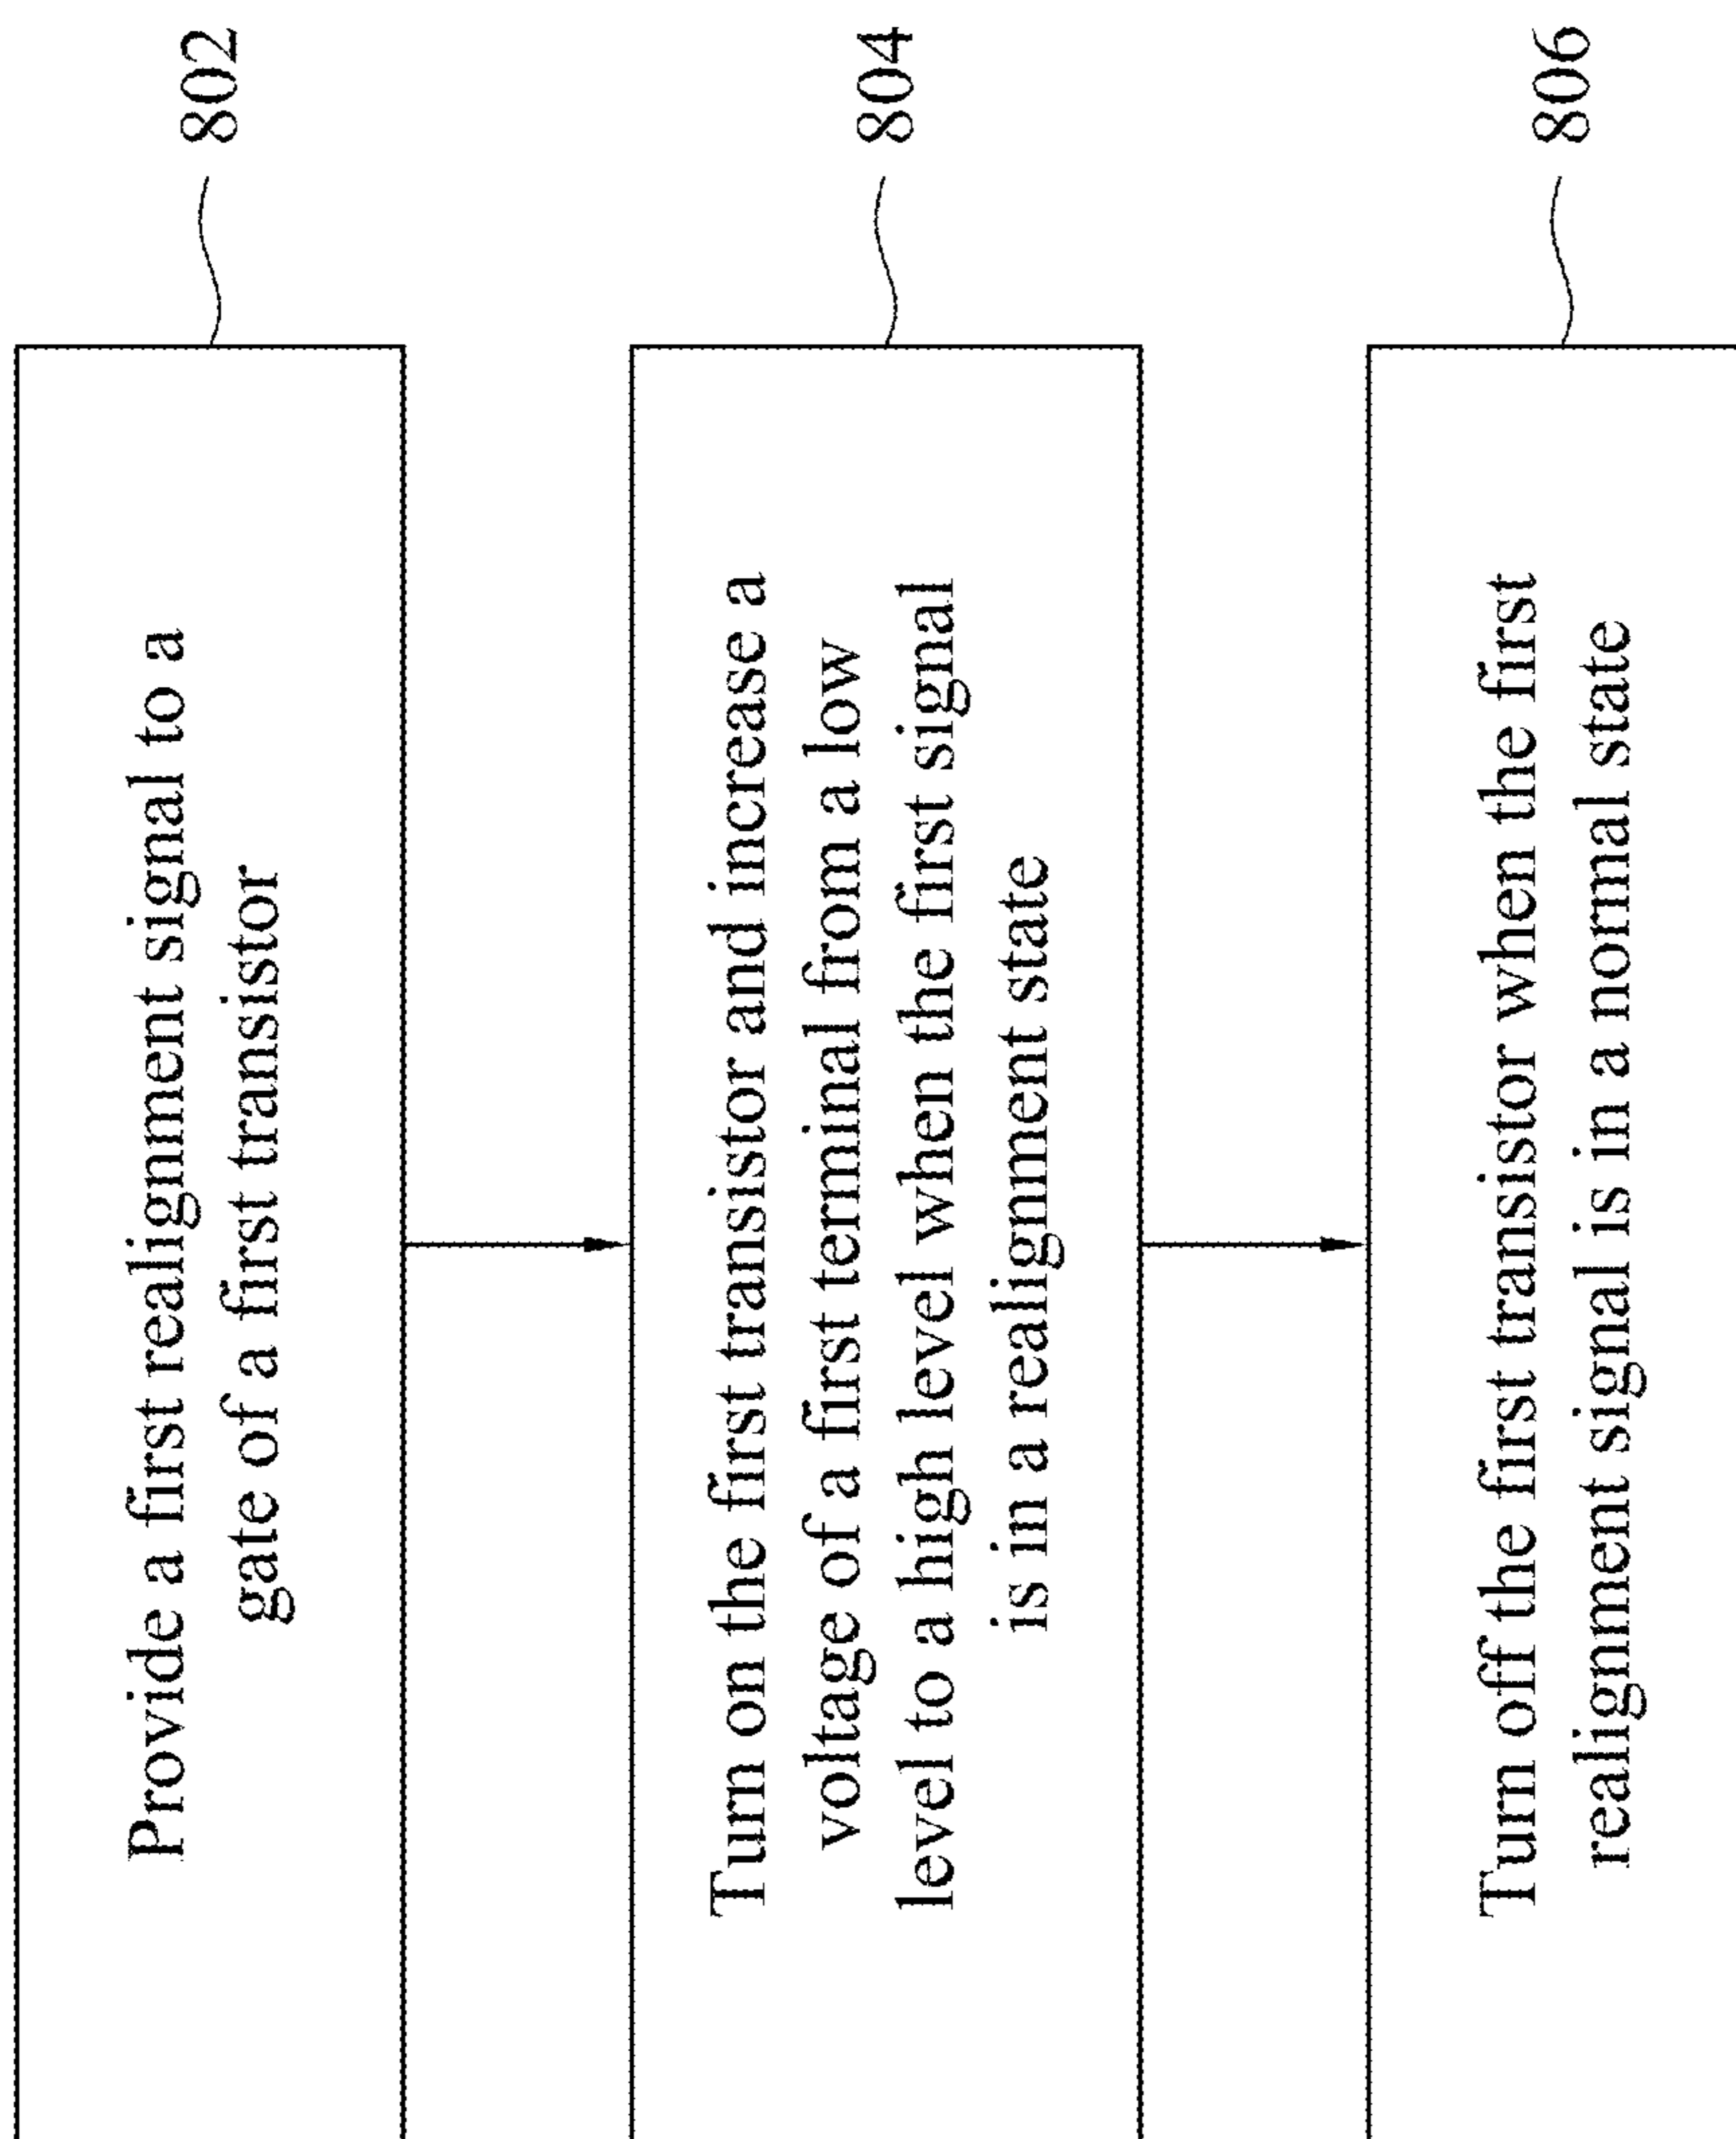 802
Provide a first realignment signal to a
gate of a first transistor
804
Turn on the first transistor and increase a
voltage of a first terminal from a low
level to a high level when the first signal
is in a realignment state
806
Turn off the first transistor when the first
realignment signal is in a normal state